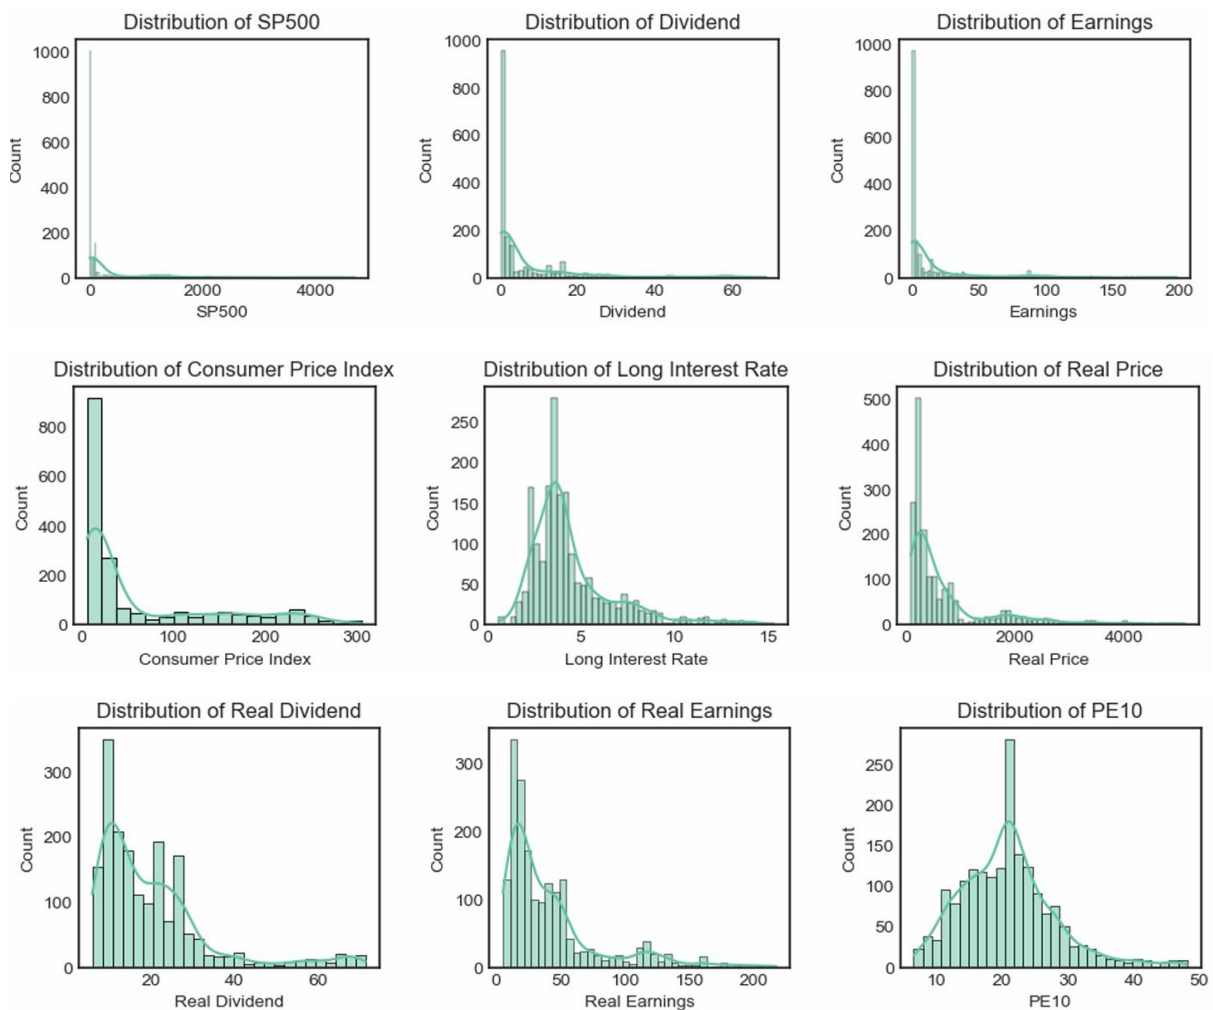 Distribution of SP500
Distribution of Dividend
Distribution of Earnings
1000
800
600
400
200
0
Count
0 2000 4000
SP500
1000
800
600
400
200
0
Count
0 20 40 60
Dividend
1000
800
600
400
200
0
Count
0 50 100 150 200
Earnings
Distribution of Consumer Price Index
Distribution of Long Interest Rate
Distribution of Real Price
800
600
400
200
0
Count
0 100 200 300
Consumer Price Index
250
200
150
100
50
0
Count
0 5 10 15
Long Interest Rate
500
400
300
200
100
0
Count
0 2000 4000
Real Price
Distribution of Real Dividend
Distribution of Real Earnings
Distribution of PE10
300
200
100
0
Count
20 40 60
Real Dividend
300
200
100
0
Count
0 50 100 150 200
Real Earnings
250
200
150
100
50
0
Count
10 20 30 40 50
PE10